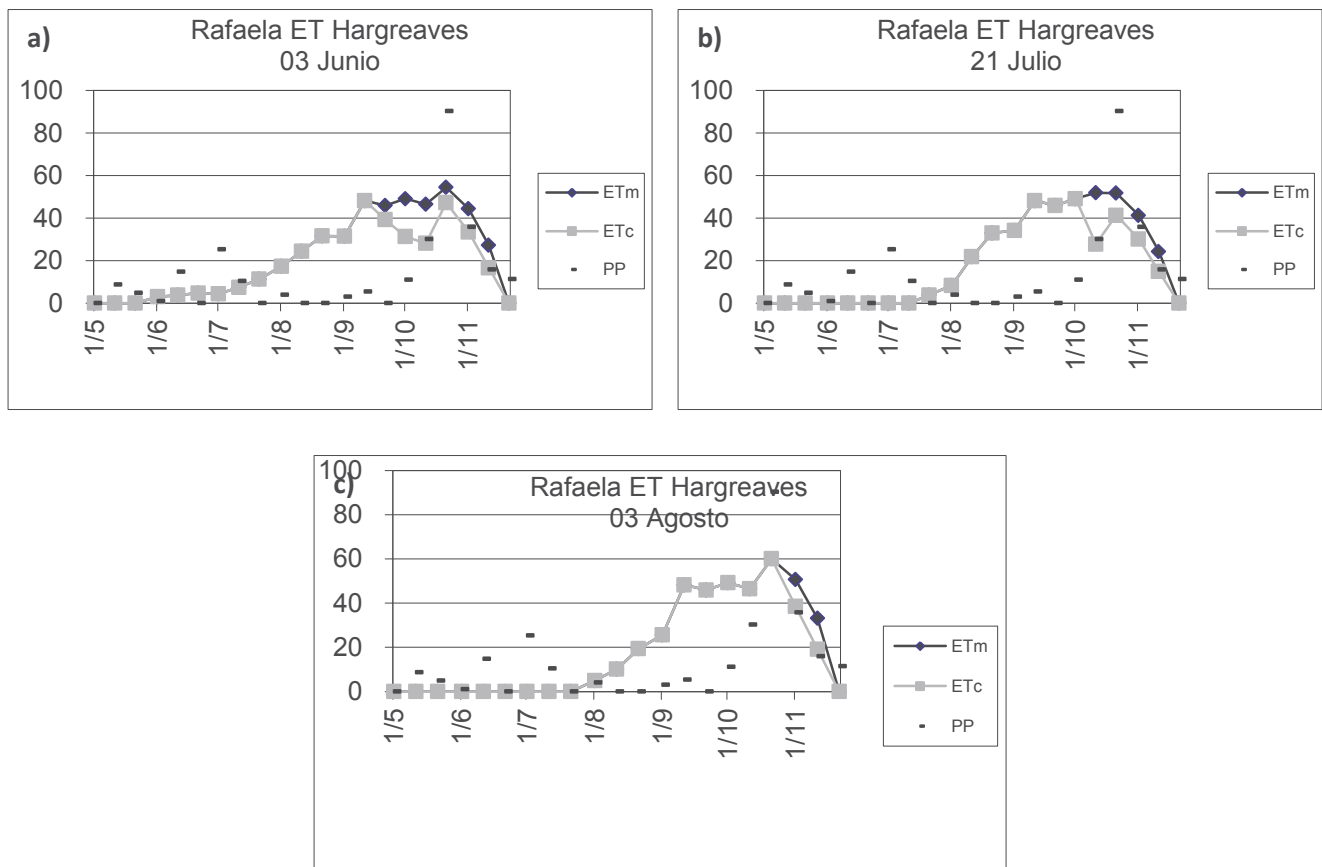 a)
Rafaela ET Hargreaves
03 Junio
100
80
60
40
20
0
1/5
1/6
1/7
1/8
1/9
1/10
1/11
ETm
ETc
PP
b)
Rafaela ET Hargreaves
21 Julio
100
80
60
40
20
0
1/5
1/6
1/7
1/8
1/9
1/10
1/11
ETm
ETc
PP
c)
Rafaela ET Hargreaves
03 Agosto
100
80
60
40
20
0
1/5
1/6
1/7
1/8
1/9
1/10
1/11
ETm
ETc
PP